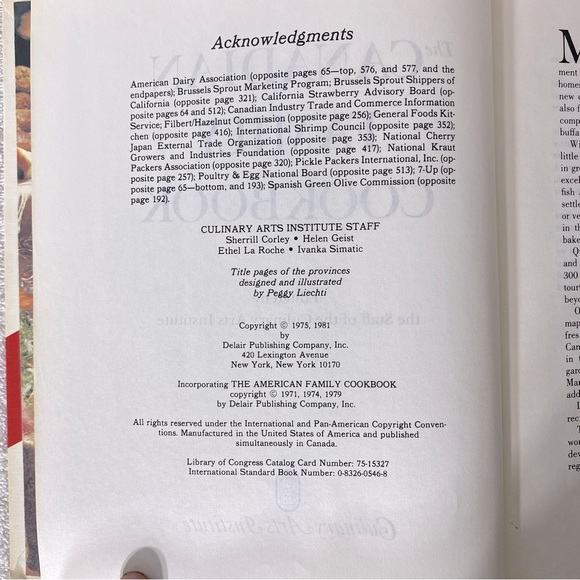 Acknowledgments
American Dairy Association (opposite pages 65—top, 576, and 577, and the
endpapers); Brussels Sprout Marketing Program; Brussels Sprout Shippers of
California (opposite page 321); California Strawberry Advisory Board (op-
posite pages 64 and 512); Canadian Industry Trade and Commerce Information
Service; Filbert/Hazelnut Commission (opposite page 256); General Foods Kit-
chen (opposite page 416); International Shrimp Council (opposite page 352);
Japan External Trade Organization (opposite page 353); National Cherry
Growers and Industries Foundation (opposite page 417); National Kraut
Packers Association (opposite page 320); Pickle Packers International, Inc. (op-
posite page 257); Poultry & Egg National Board (opposite page 513); 7-Up (op-
posite page 65—bottom, and 193); Spanish Green Olive Commission (opposite
page 192).
CULINARY ARTS INSTITUTE STAFF
Sherrill Corley • Helen Geist
Ethel La Roche • Ivanka Simatic
Title pages of the provinces
designed and illustrated
by Peggy Liechti
Copyright © 1975, 1981
by
Delair Publishing Company, Inc.
420 Lexington Avenue
New York, New York 10170
Incorporating THE AMERICAN FAMILY COOKBOOK
copyright © 1971, 1974, 1979
by Delair Publishing Company, Inc.
All rights reserved under the International and Pan-American Copyright Conven-
tions. Manufactured in the United States of America and published
simultaneously in Canada.
Library of Congress Catalog Card Number: 75-15327
International Standard Book Number: 0-8326-0546-8